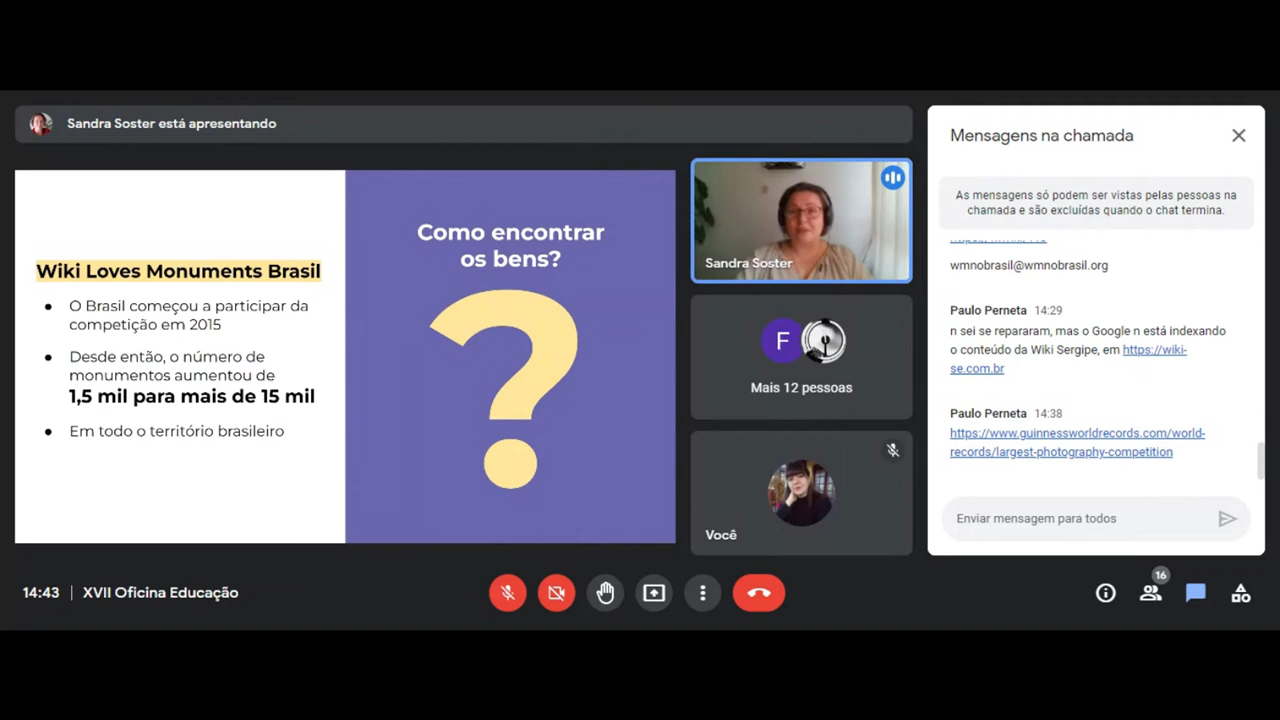 Sandra Soster está apresentando
Wiki Loves Monuments Brasil
● O Brasil começou a participar da
competição em 2015
● Desde então, o número de
monumentos aumentou de
1,5 mil para mais de 15 mil
● Em todo o território brasileiro
Como encontrar
os bens?
?
Sandra Soster
F
Mais 12 pessoas
Você
Mensagens na chamada
As mensagens só podem ser vistas pelas pessoas na
chamada e são excluídas quando o chat termina.
wmnobrasil@wmnobrasil.org
Paulo Perneta 14:29
n sei se repararam, mas o Google n está indexando
o conteúdo da Wiki Sergipe, em https://wiki-
se.com.br
Paulo Perneta 14:38
https://www.guinnessworldrecords.com/world-
records/largest-photography-competition
Enviar mensagem para todos
14:43 | XVII Oficina Educação
16